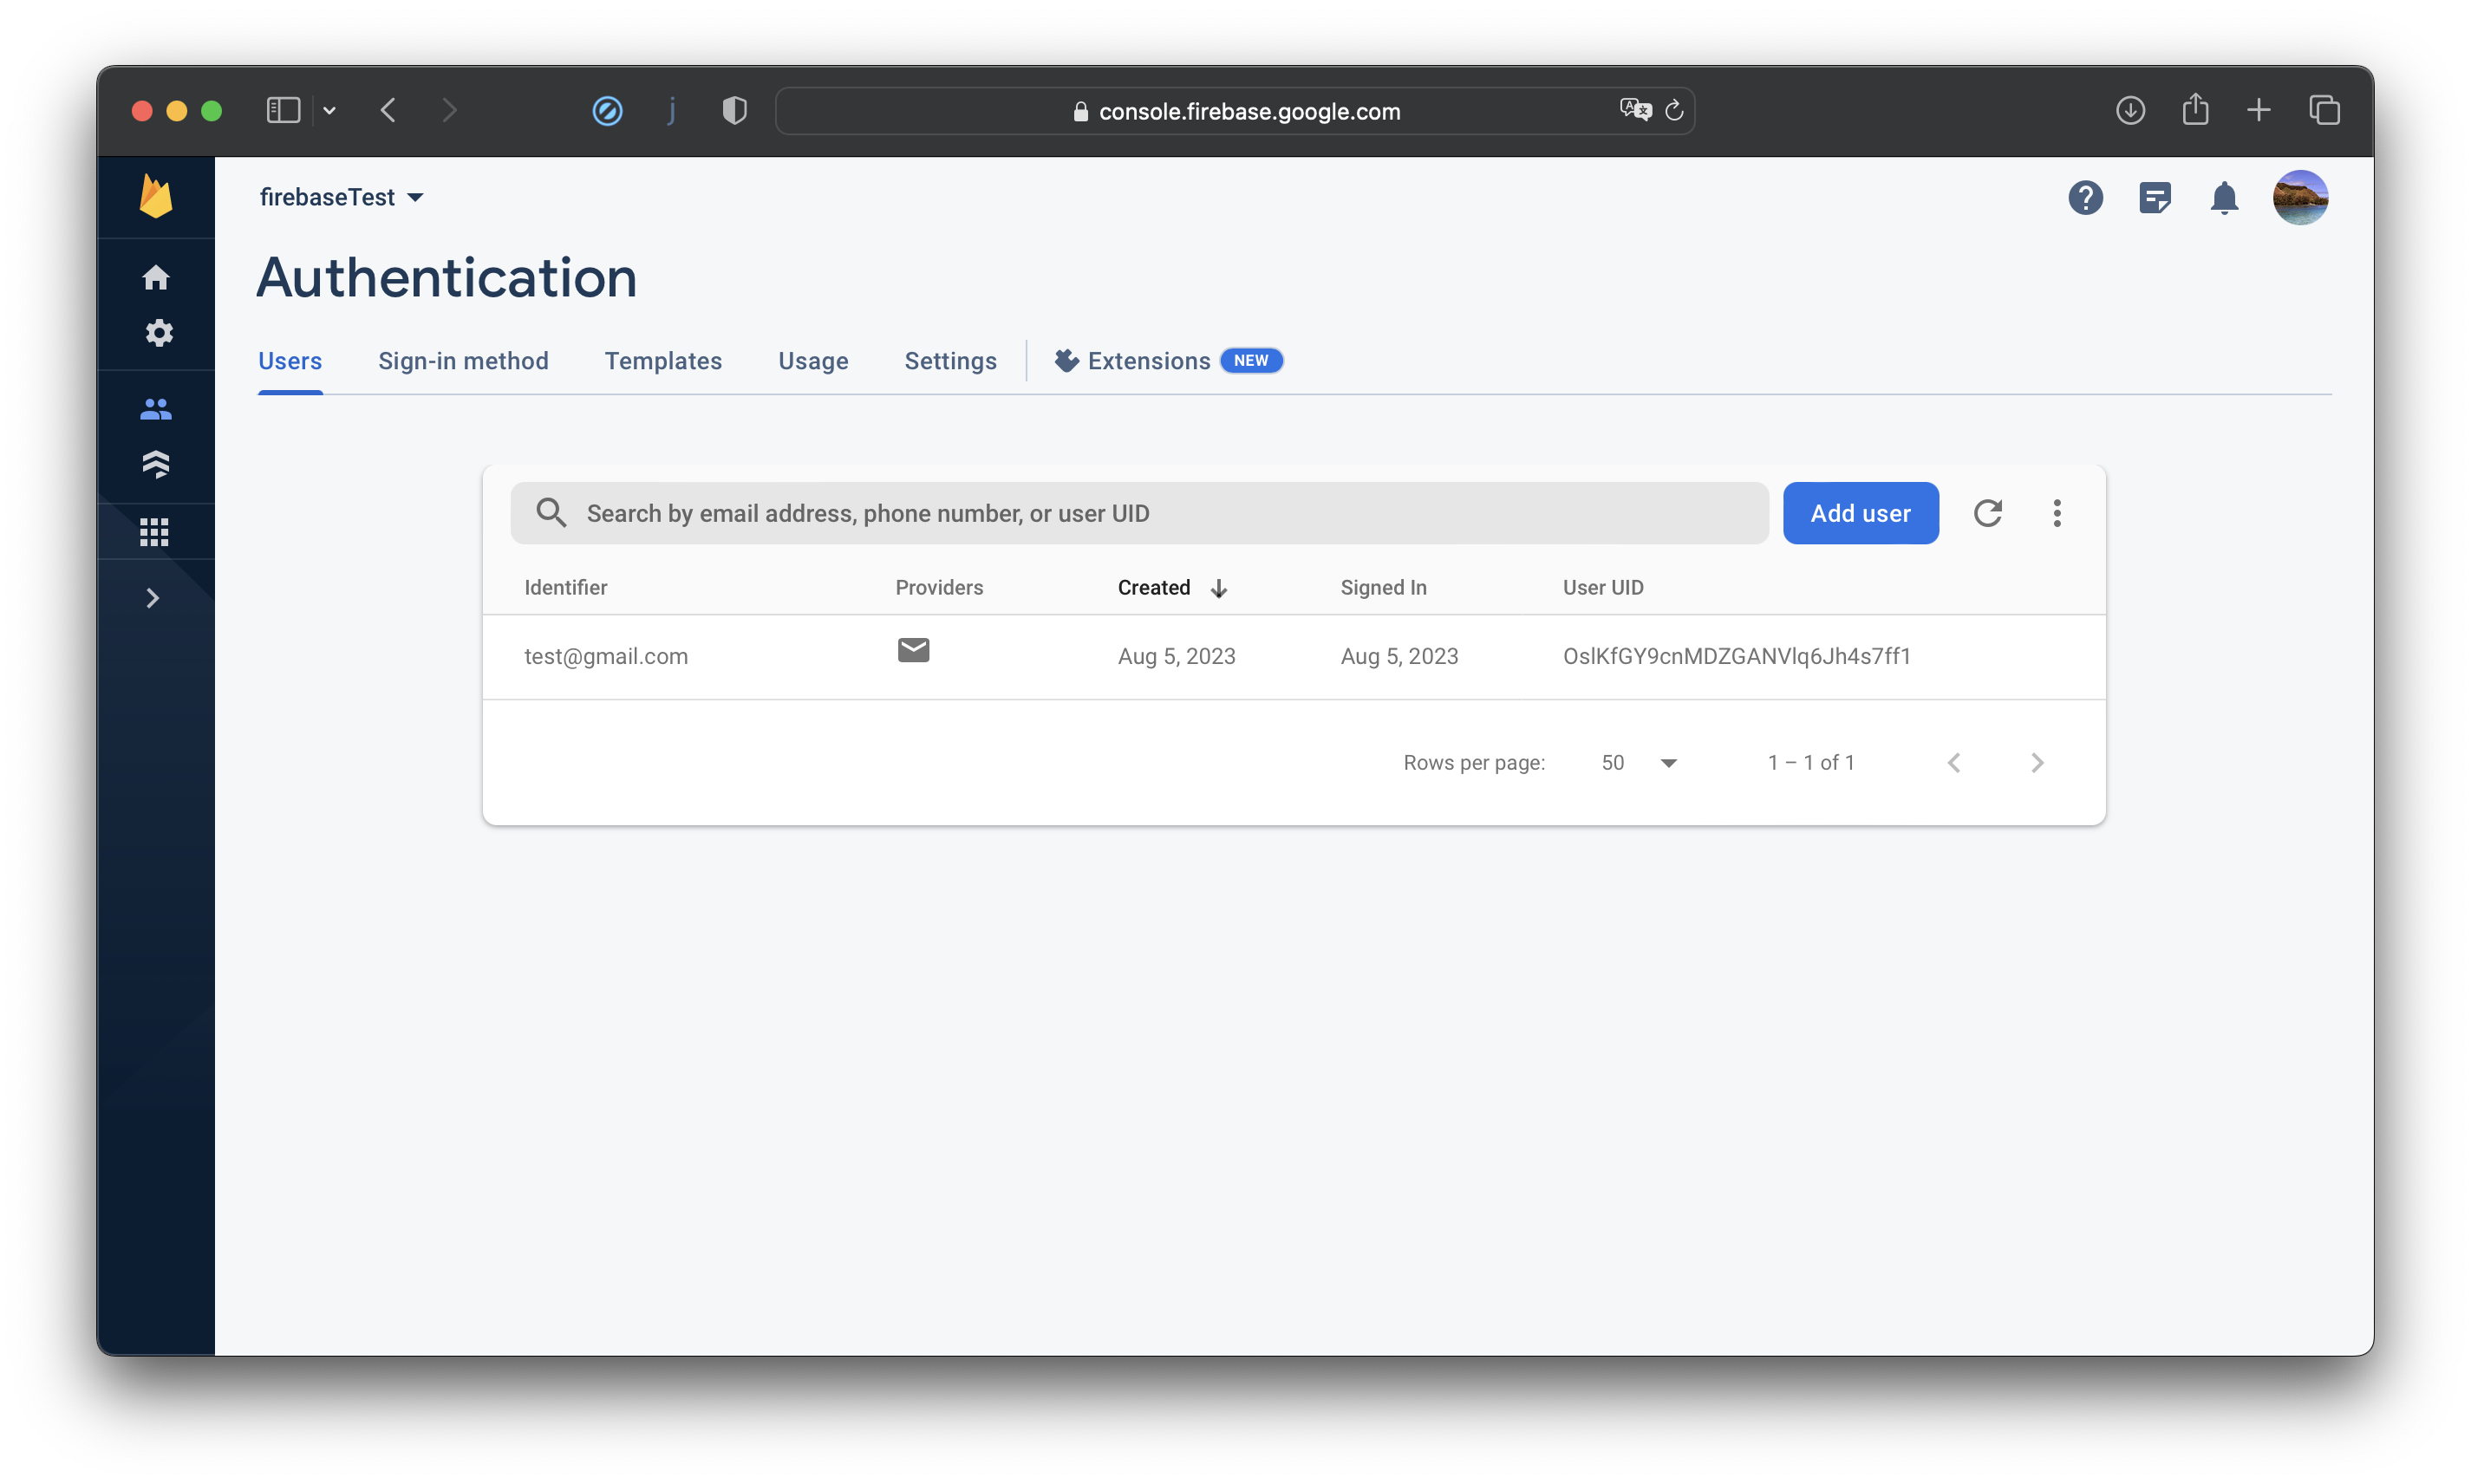 console.firebase.google.com
firebaseTest
Authentication
Users Sign-in method Templates Usage Settings Extensions NEW
Search by email address, phone number, or user UID Add user
Identifier Providers Created Signed In User UID
test@gmail.com Aug 5, 2023 Aug 5, 2023 OslKfGY9cnMDZGANVlq6Jh4s7ff1
Rows per page: 50 1 – 1 of 1